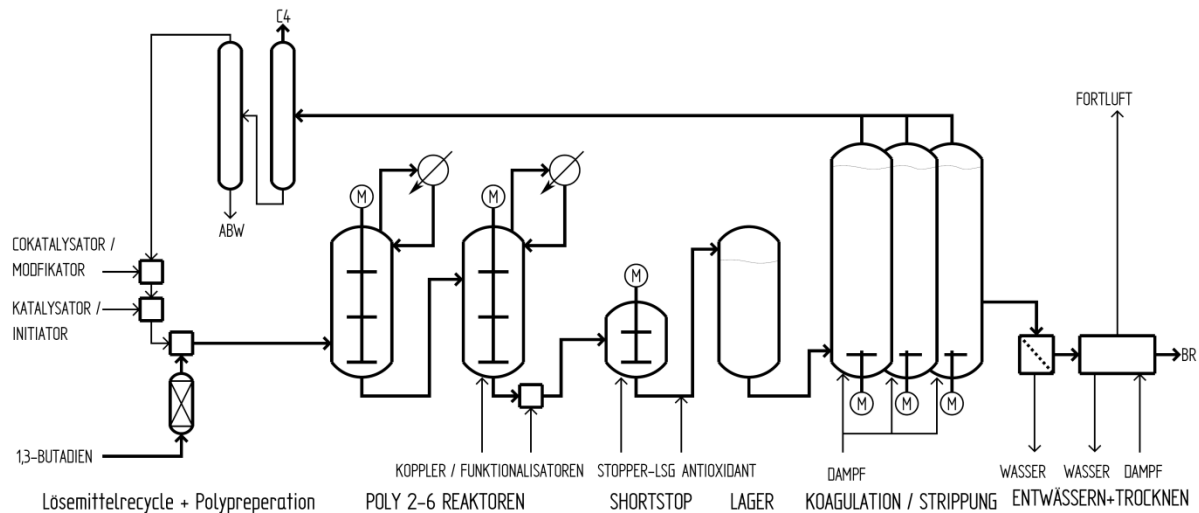 C4
FORTLUFT
M
M
ABW
COKATALYSATOR /
MODFIKATOR
M
KATALYSATOR /
INITIATOR
BR
M
M
M
1,3-BUTADIEN
KOPPLER / FUNKTIONALISATOREN
STOPPER-LSG ANTIOXIDANT
DAMPF
WASSER
WASSER
DAMPF
Lösemittelrecycle + Polypreperation
POLY 2-6 REAKTOREN
SHORTSTOP
LAGER
KOAGULATION / STRIPPUNG
ENTWÄSSERN+TROCKNEN